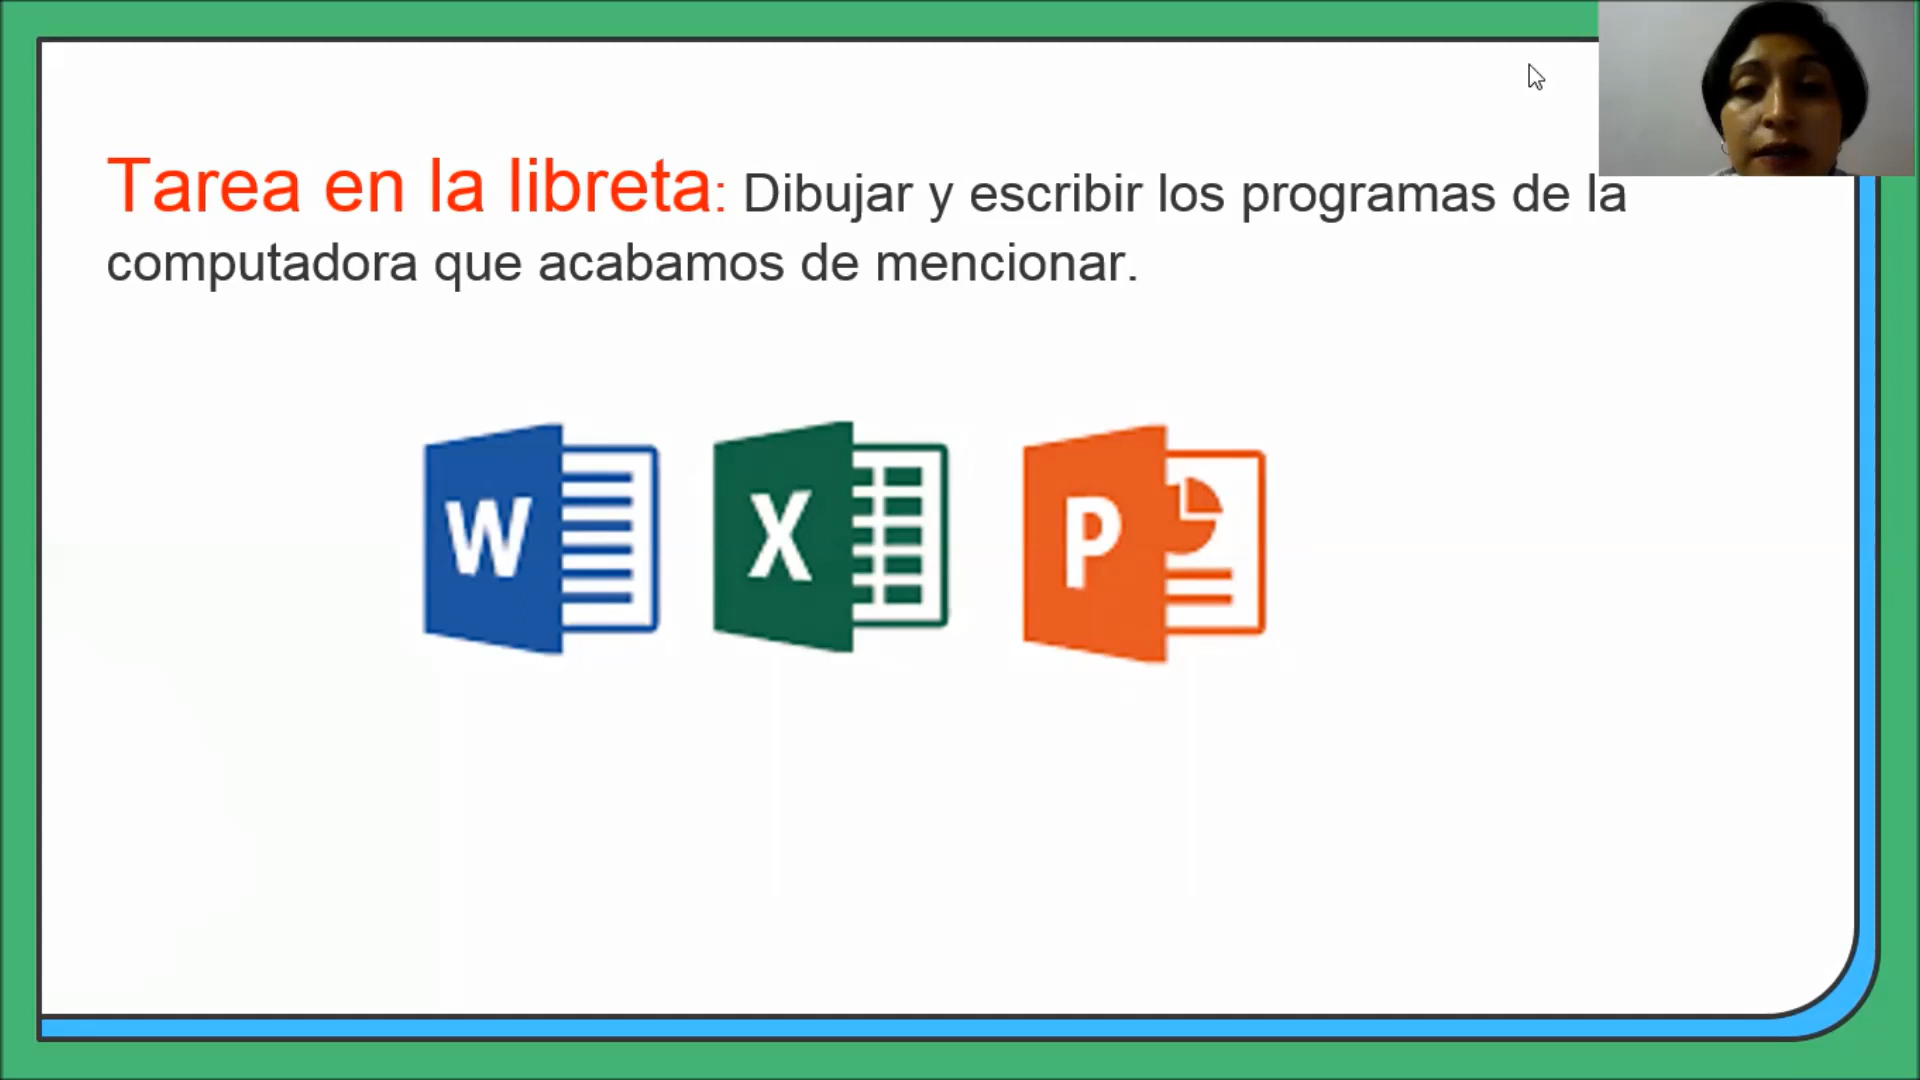 Tarea en la libreta: Dibujar y escribir los programas de la
computadora que acabamos de mencionar.
W X P